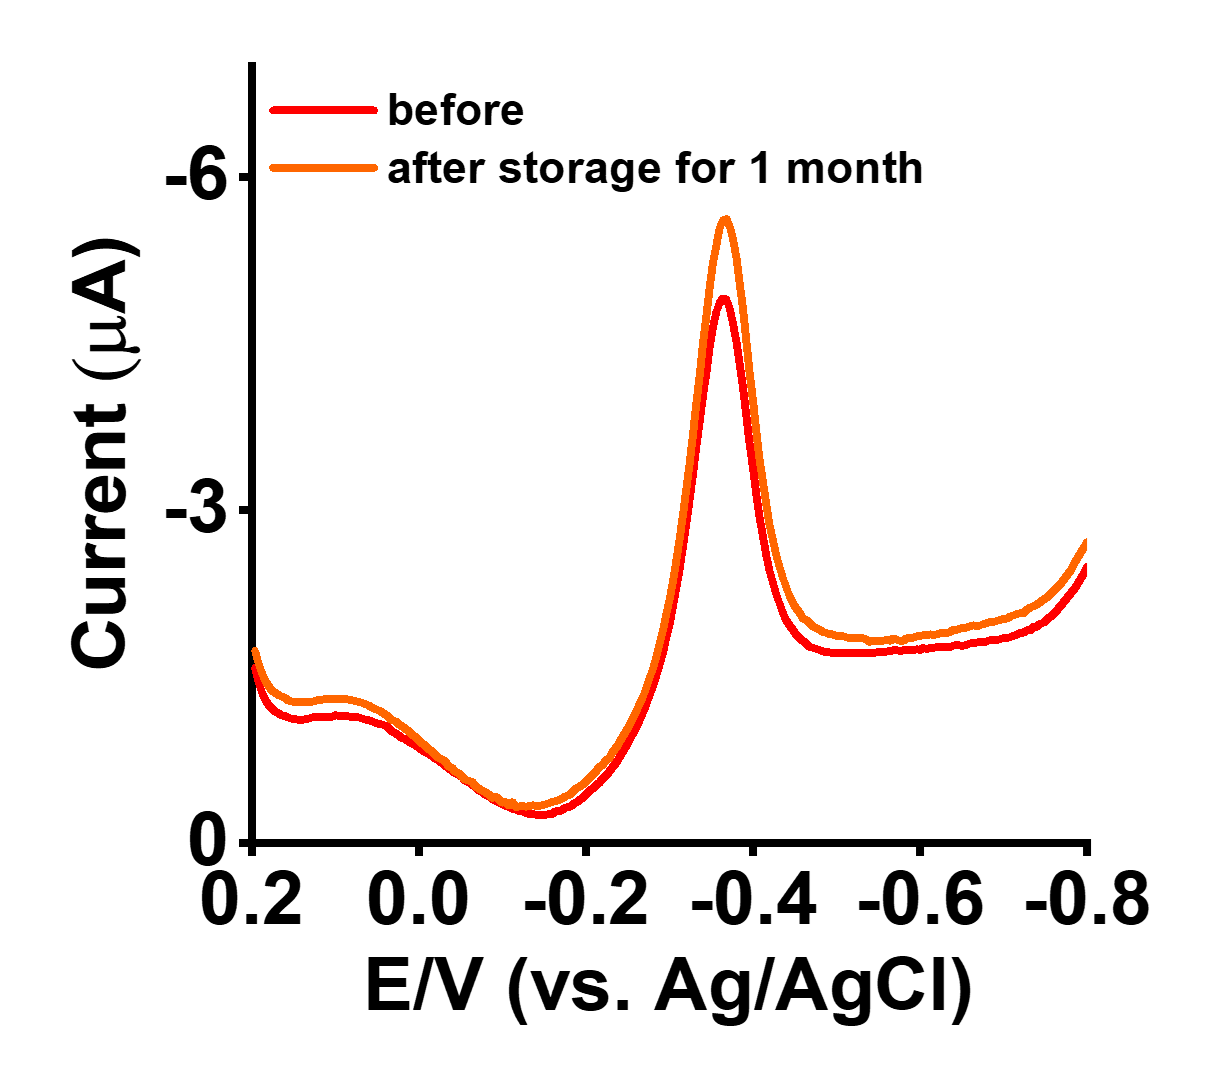 before
after storage for 1 month
-6
-3
0
Current (μA)
0.2 0.0 -0.2 -0.4 -0.6 -0.8
E/V (vs. Ag/AgCl)